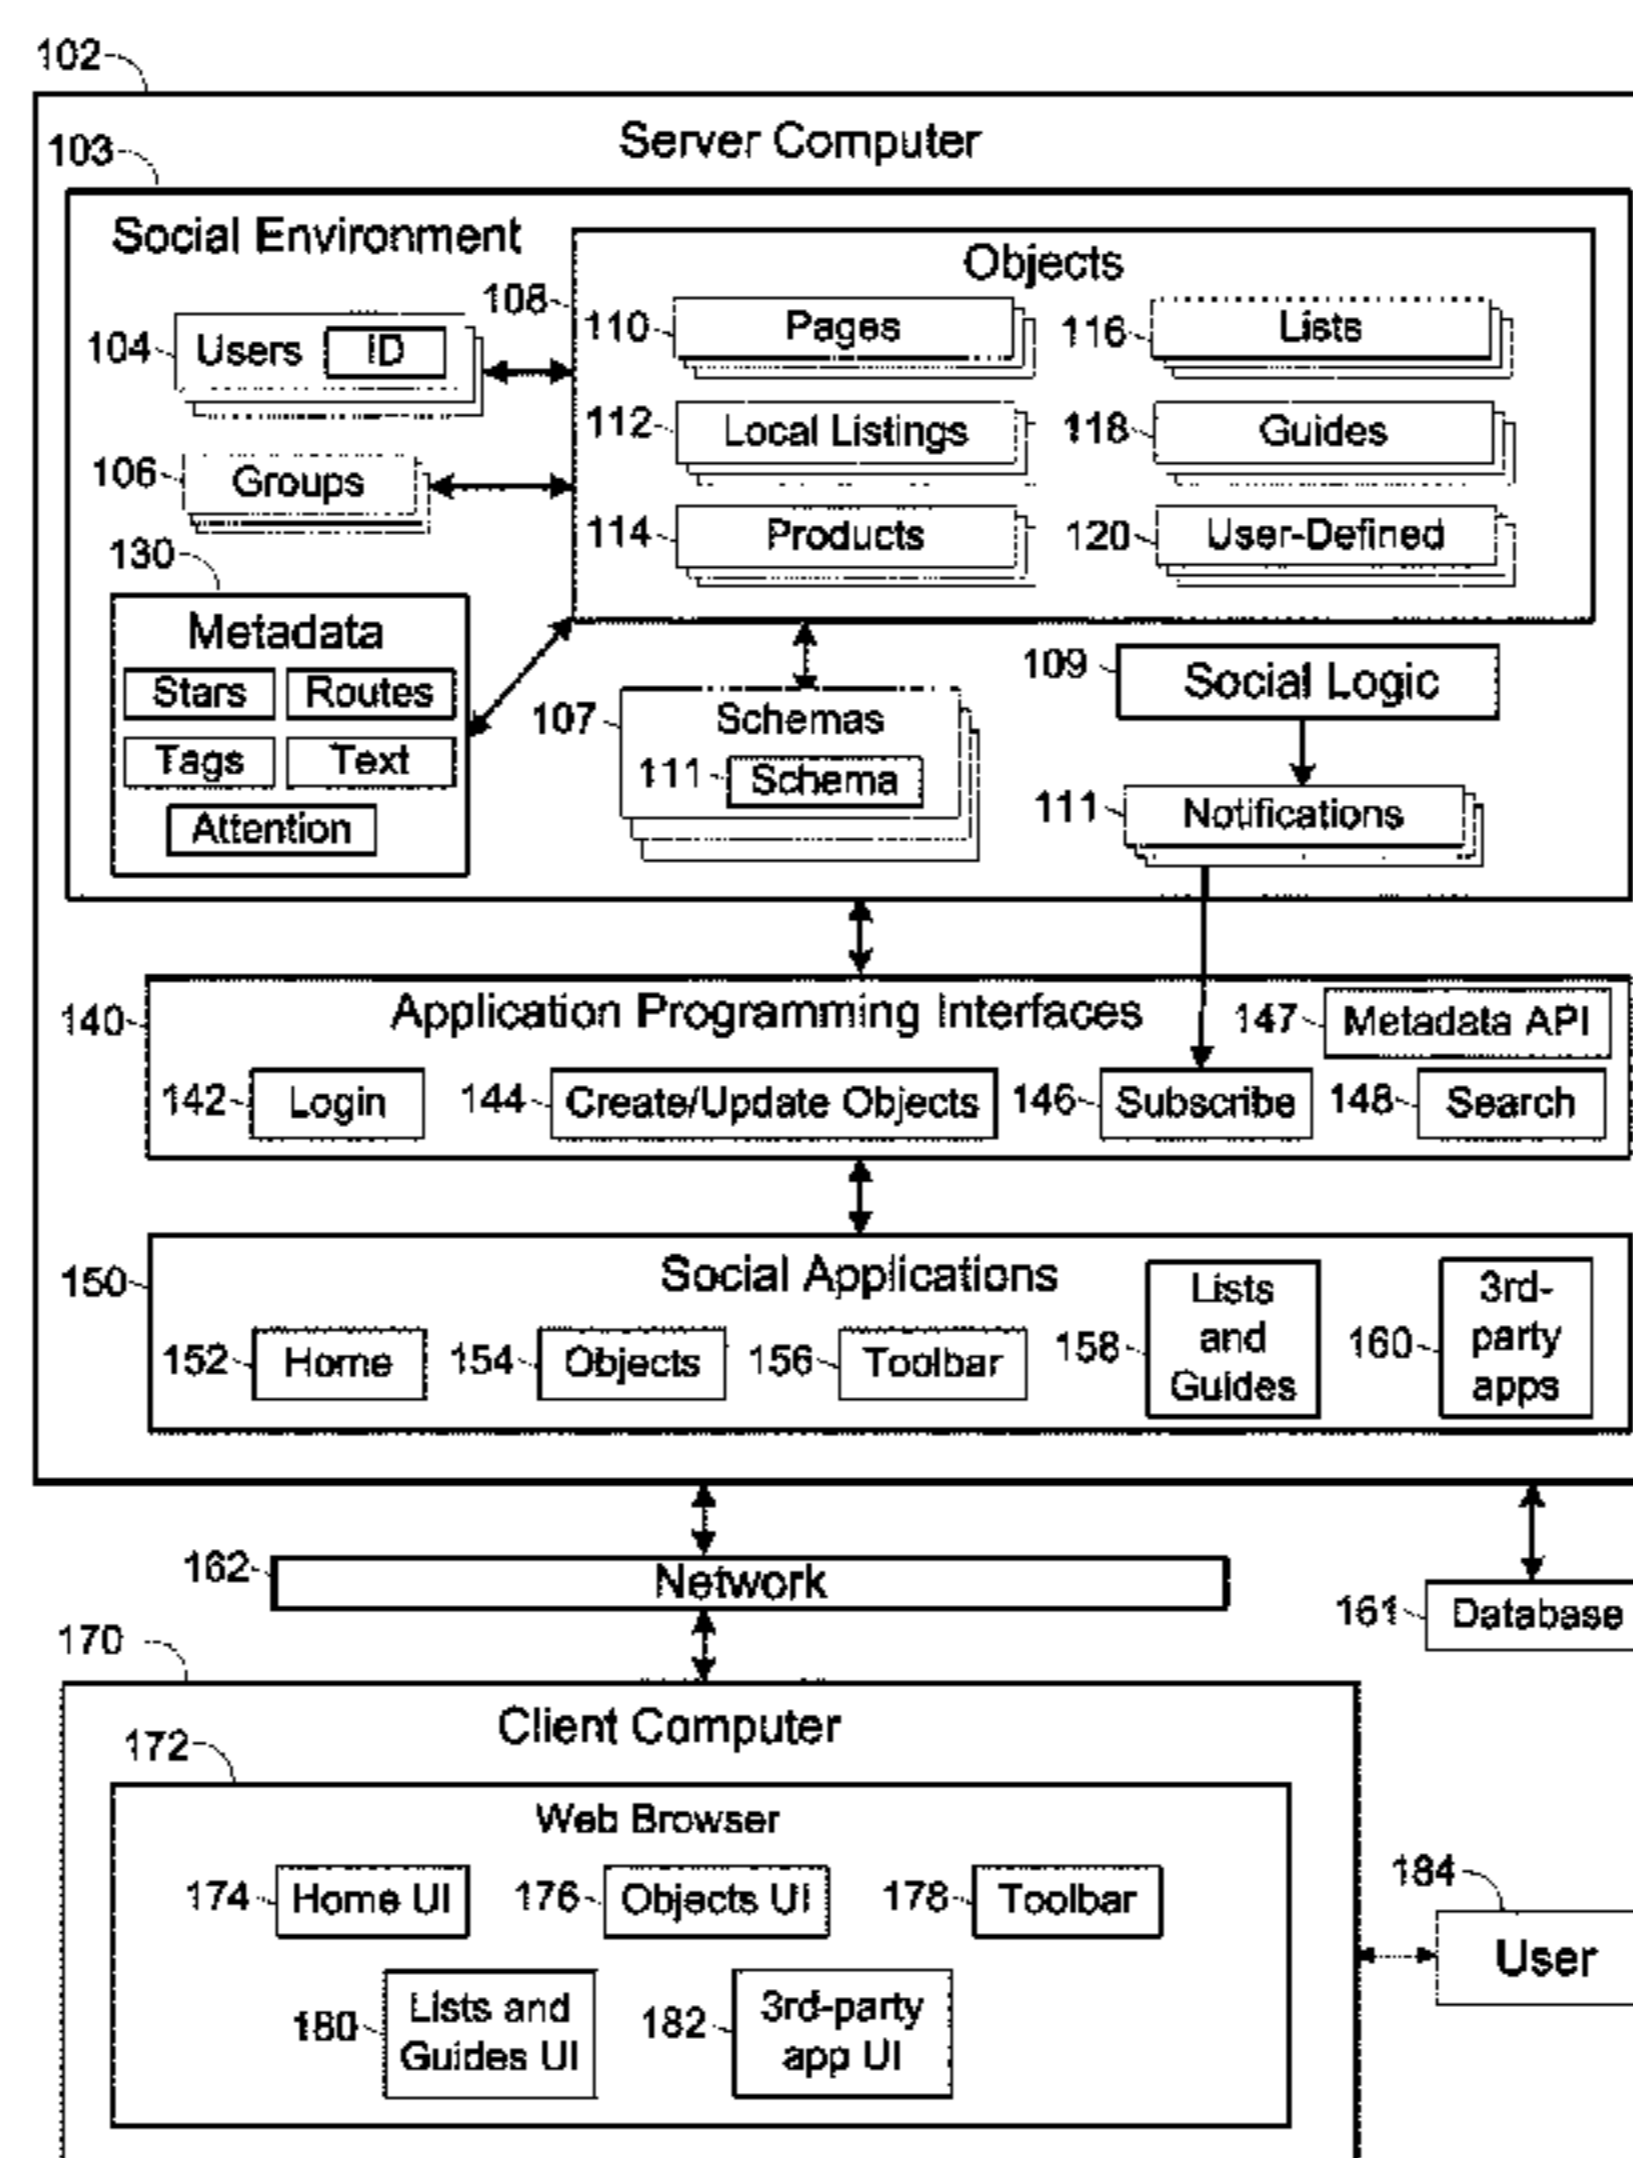 102
Server Computer
103
Social Environment
Objects
108
104 Users ID
110 Pages
116 Lists
112 Local Listings
118 Guides
106 Groups
114 Products
120 User-Defined
130
Metadata
Stars Routes
Tags Text
Attention
107 Schemas
111 Schema
109 Social Logic
111 Notifications
140 Application Programming Interfaces
147 Metadata API
142 Login
144 Create/Update Objects
146 Subscribe
148 Search
150 Social Applications
152 Home
154 Objects
156 Toolbar
158 Lists
and
Guides
160 3rd-
party
apps
162 Network
161 Database
170
Client Computer
172
Web Browser
174 Home UI
176 Objects UI
178 Toolbar
184
User
180 Lists and
Guides UI
182 3rd-party
app UI